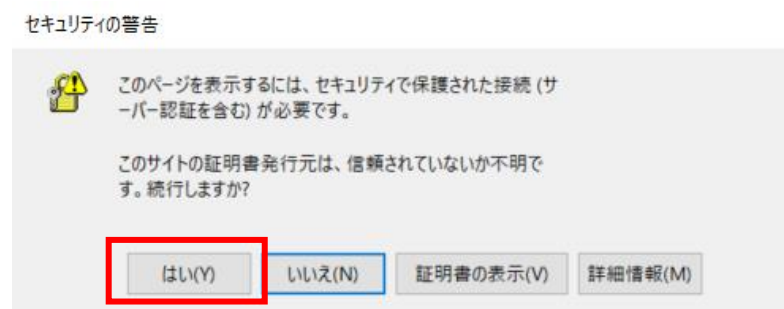 セキュリティの警告
このページを表示するには、セキュリティで保護された接続 (サ
ーバー認証を含む) が必要です。
このサイトの証明書発行元は、信頼されていないか不明で
す。続行しますか?
はい(Y) いいえ(N) 証明書の表示(V) 詳細情報(M)